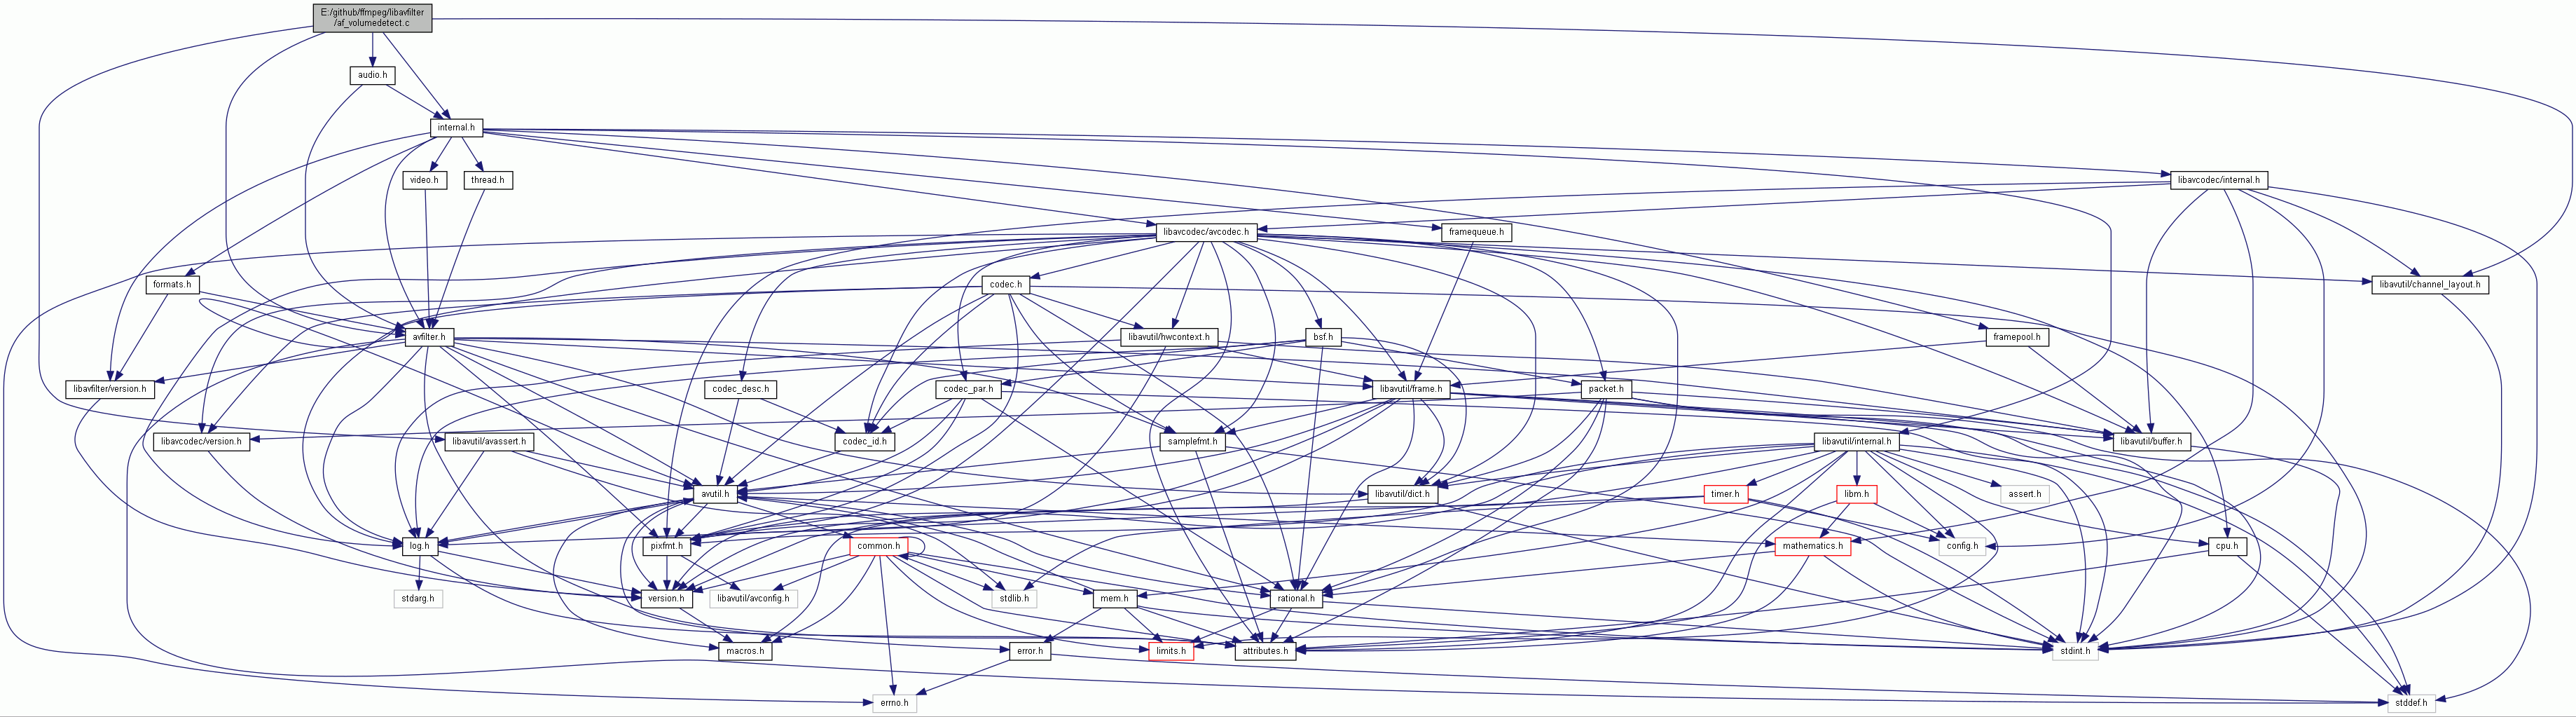 E:/github/ffmpeg/libavfilter
/af_volumedetect.c
audio.h
internal.h
video.h
thread.h
libavcodec/internal.h
libavcodec/avcodec.h
framequeue.h
formats.h
codec.h
libavutil/channel_layout.h
avfilter.h
libavutil/hwcontext.h
bsf.h
framepool.h
libavfilter/version.h
codec_desc.h
codec_par.h
libavutil/frame.h
packet.h
libavcodec/version.h
libavutil/avassert.h
codec_id.h
samplefmt.h
libavutil/internal.h
libavutil/buffer.h
avutil.h
libavutil/dict.h
timer.h
libm.h
assert.h
log.h
pixfmt.h
common.h
mathematics.h
config.h
cpu.h
stdarg.h
version.h
libavutil/avconfig.h
stdlib.h
mem.h
rational.h
macros.h
error.h
limits.h
attributes.h
stdint.h
errno.h
stddef.h